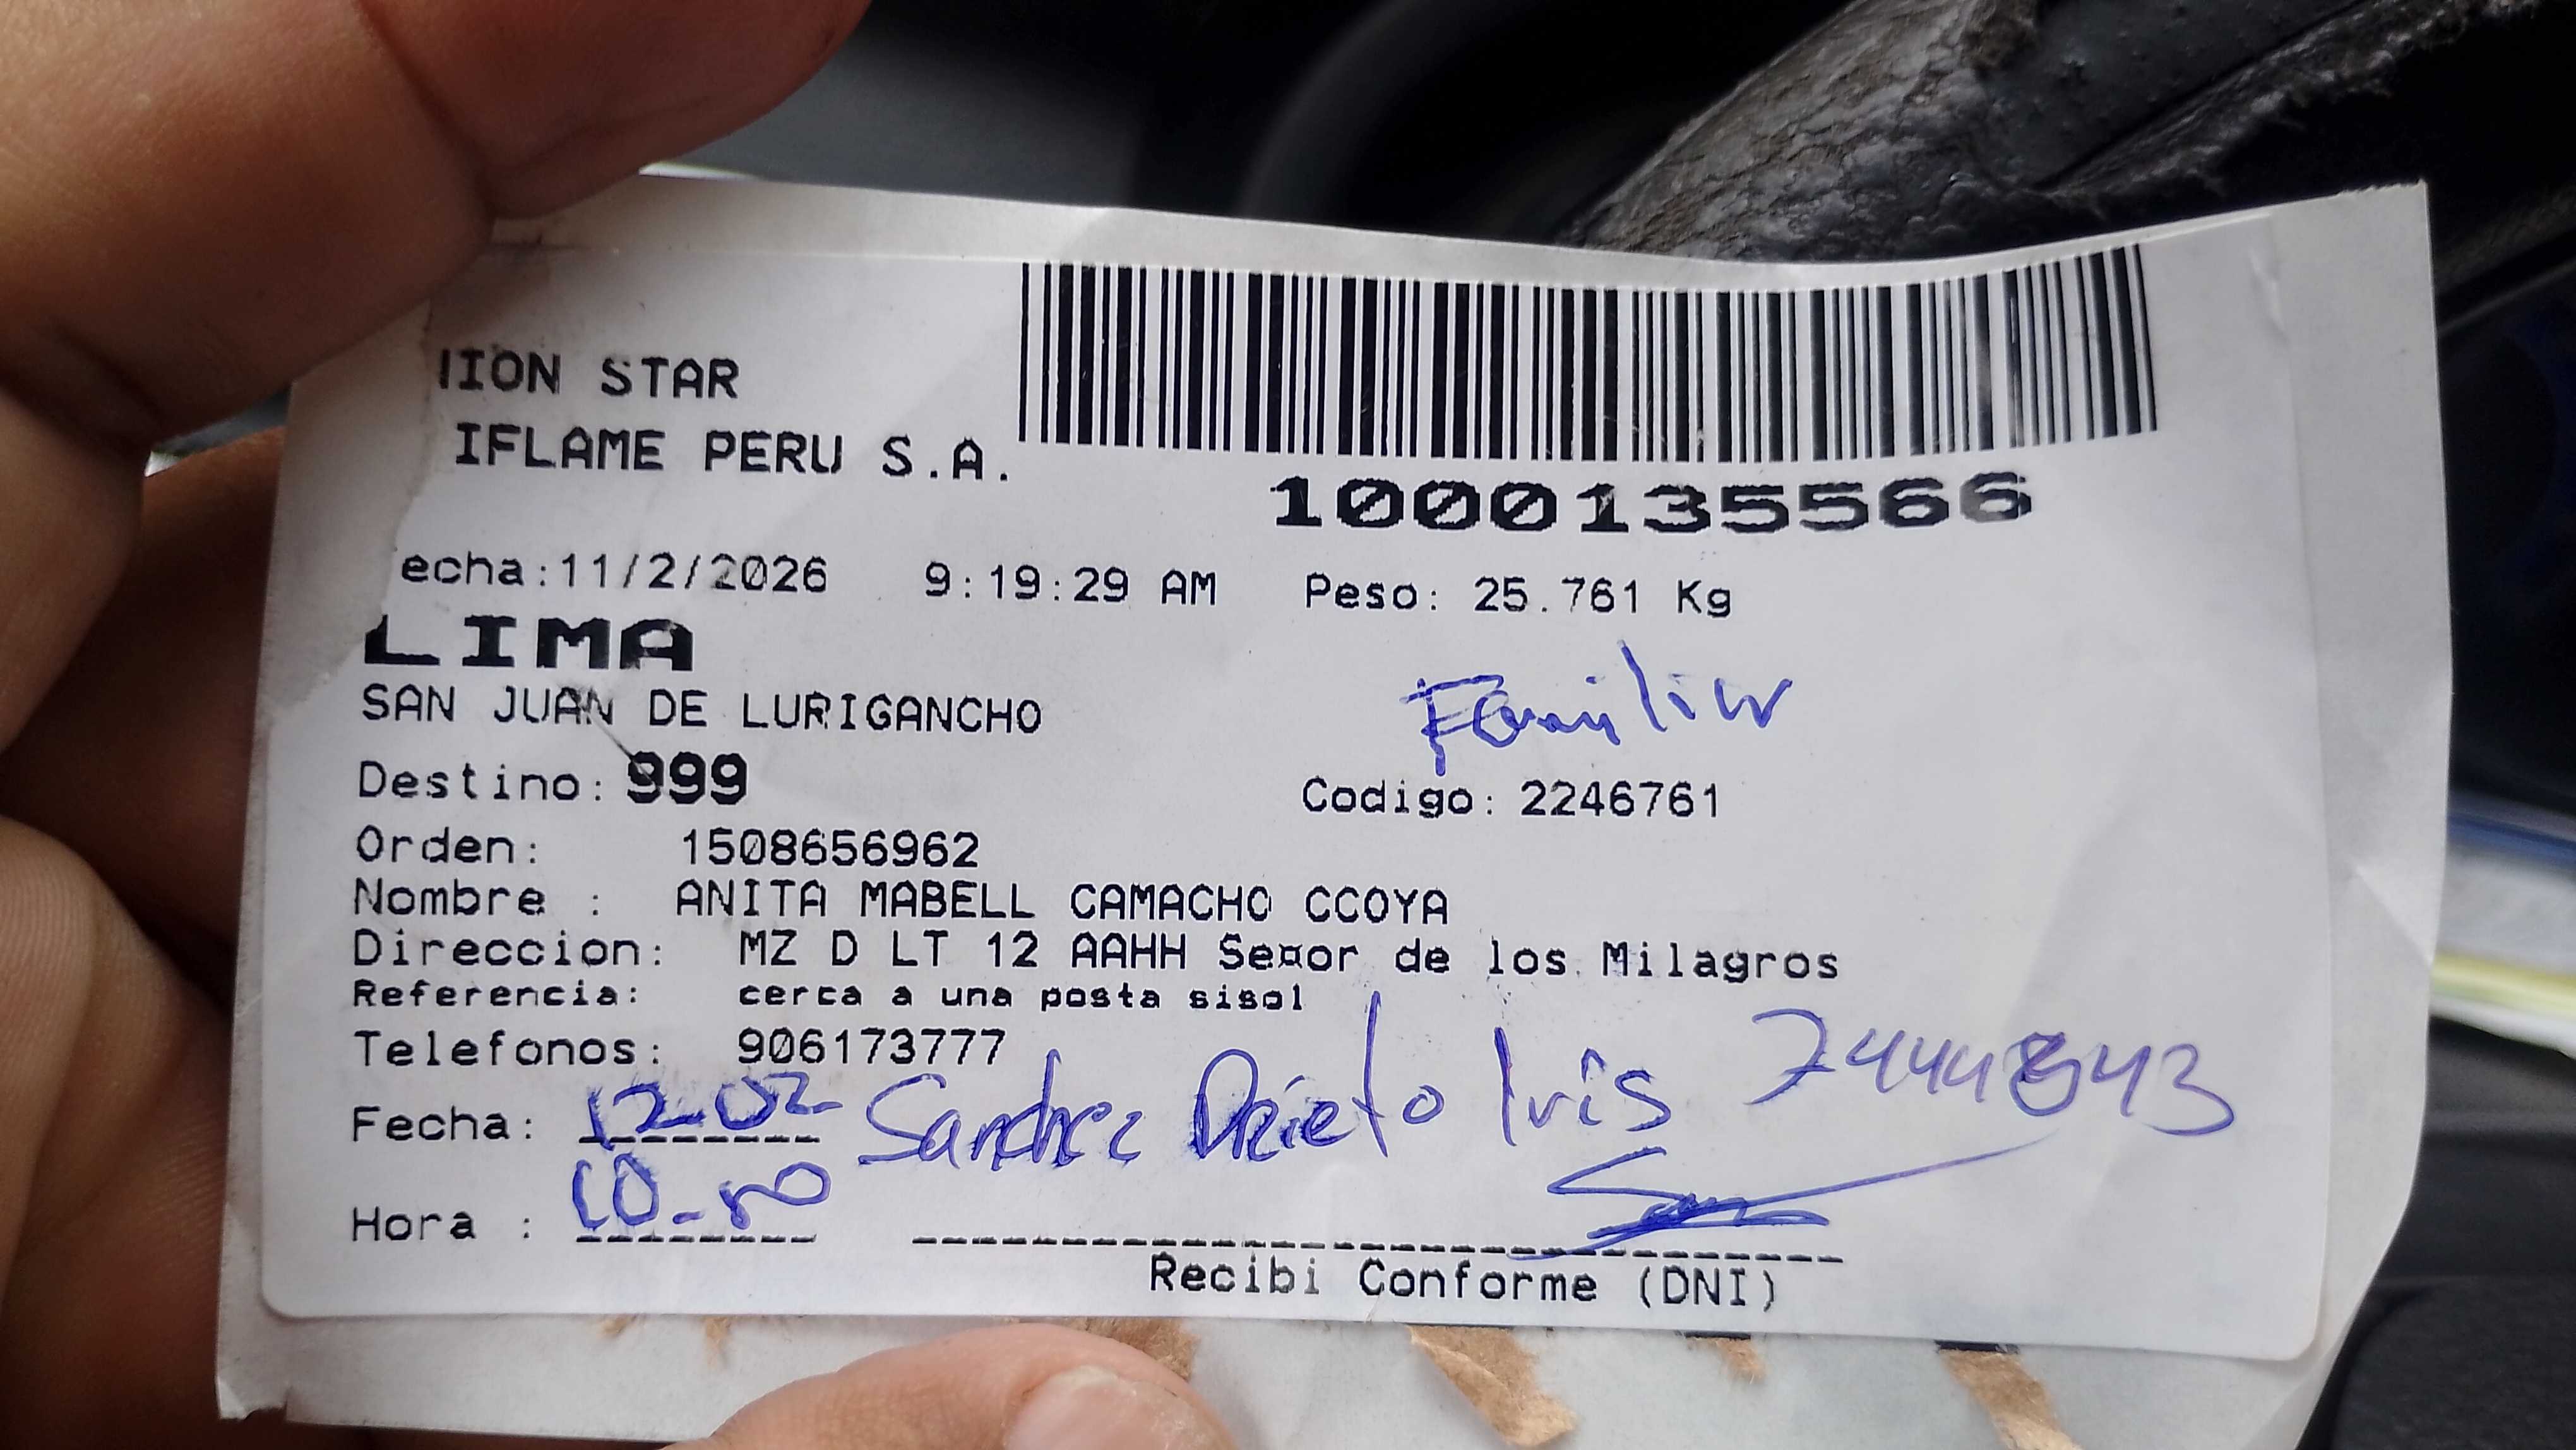 IION STAR
IFLAME PERU S.A.
1000135566
echa:11/2/2026 9:19:29 AM Peso: 25.761 Kg
LIMA
SAN JUAN DE LURIGANCHO
Familiar
Destino: 999
Codigo: 2246761
Orden: 1508656962
Nombre : ANITA MABELL CAMACHO CCOYA
Direccion: MZ D LT 12 AAHH Se¤or de los Milagros
Referencia: cerca a una posta sisol
Telefonos: 906173777
Fecha: 12-02 Sanchez Prieto Iris
Hora : 10-
Recibi Conforme (DNI)